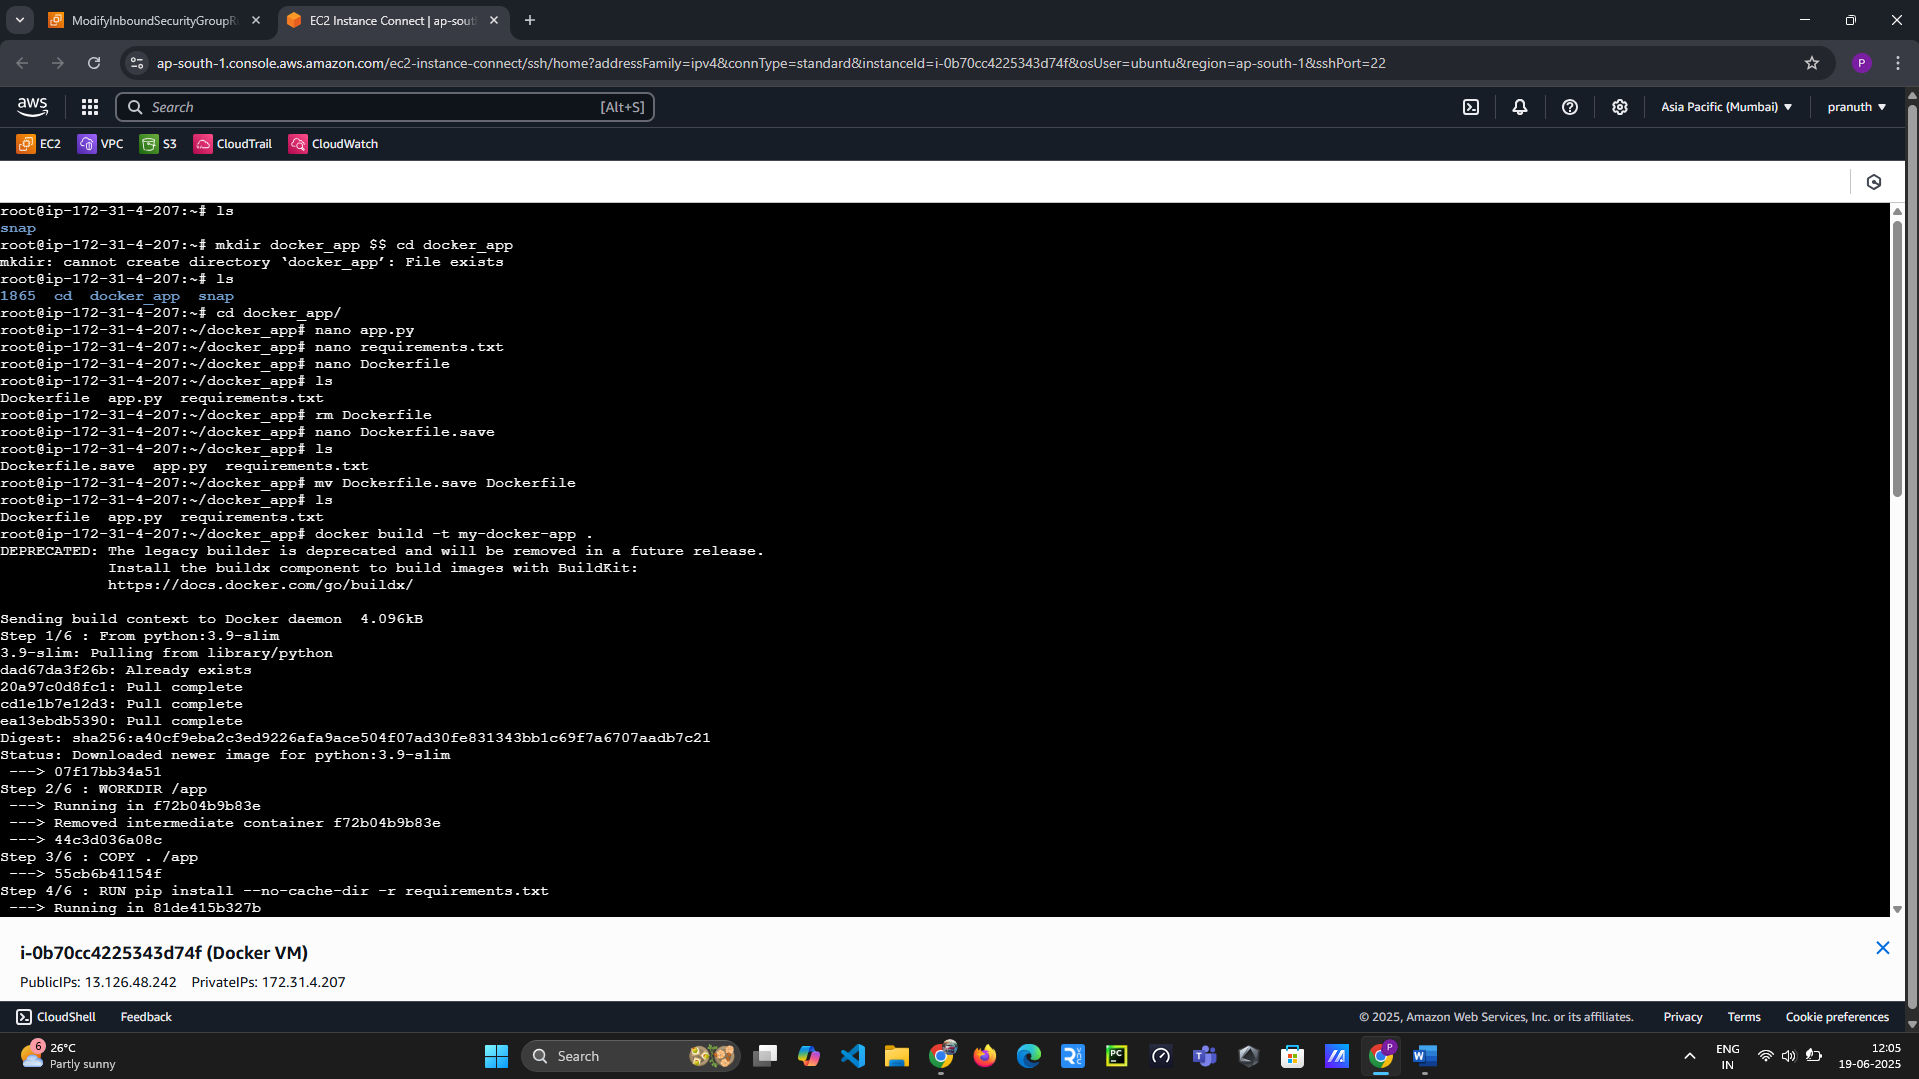 ModifyInboundSecurityGroupR
EC2 Instance Connect | ap-sout
ap-south-1.console.aws.amazon.com/ec2-instance-connect/ssh/home?addressFamily=ipv4&connType=standard&instanceId=i-0b70cc4225343d74f&osUser=ubuntu&region=ap-south-1&sshPort=22
P
aws
Search [Alt+S]
Asia Pacific (Mumbai)
pranuth
EC2 VPC S3 CloudTrail CloudWatch
root@ip-172-31-4-207:~# ls
snap
root@ip-172-31-4-207:~# mkdir docker_app $$ cd docker_app
mkdir: cannot create directory ‘docker_app’: File exists
root@ip-172-31-4-207:~# ls
1865  cd  docker_app  snap
root@ip-172-31-4-207:~# cd docker_app/
root@ip-172-31-4-207:~/docker_app# nano app.py
root@ip-172-31-4-207:~/docker_app# nano requirements.txt
root@ip-172-31-4-207:~/docker_app# nano Dockerfile
root@ip-172-31-4-207:~/docker_app# ls
Dockerfile  app.py  requirements.txt
root@ip-172-31-4-207:~/docker_app# rm Dockerfile
root@ip-172-31-4-207:~/docker_app# nano Dockerfile.save
root@ip-172-31-4-207:~/docker_app# ls
Dockerfile.save  app.py  requirements.txt
root@ip-172-31-4-207:~/docker_app# mv Dockerfile.save Dockerfile
root@ip-172-31-4-207:~/docker_app# ls
Dockerfile  app.py  requirements.txt
root@ip-172-31-4-207:~/docker_app# docker build -t my-docker-app .
DEPRECATED: The legacy builder is deprecated and will be removed in a future release.
            Install the buildx component to build images with BuildKit:
            https://docs.docker.com/go/buildx/
Sending build context to Docker daemon  4.096kB
Step 1/6 : From python:3.9-slim
3.9-slim: Pulling from library/python
dad67da3f26b: Already exists
20a97c0d8fc1: Pull complete
cd1e1b7e12d3: Pull complete
ea13ebdb5390: Pull complete
Digest: sha256:a40cf9eba2c3ed9226afa9ace504f07ad30fe831343bb1c69f7a6707aadb7c21
Status: Downloaded newer image for python:3.9-slim
 ---> 07f17bb34a51
Step 2/6 : WORKDIR /app
 ---> Running in f72b04b9b83e
 ---> Removed intermediate container f72b04b9b83e
 ---> 44c3d036a08c
Step 3/6 : COPY . /app
 ---> 55cb6b41154f
Step 4/6 : RUN pip install --no-cache-dir -r requirements.txt
 ---> Running in 81de415b327b
i-0b70cc4225343d74f (Docker VM)
PublicIPs: 13.126.48.242 PrivateIPs: 172.31.4.207
CloudShell Feedback
© 2025, Amazon Web Services, Inc. or its affiliates. Privacy Terms Cookie preferences
6
26°C
Partly sunny
Search
PC
P
ENG
IN
12:05
19-06-2025